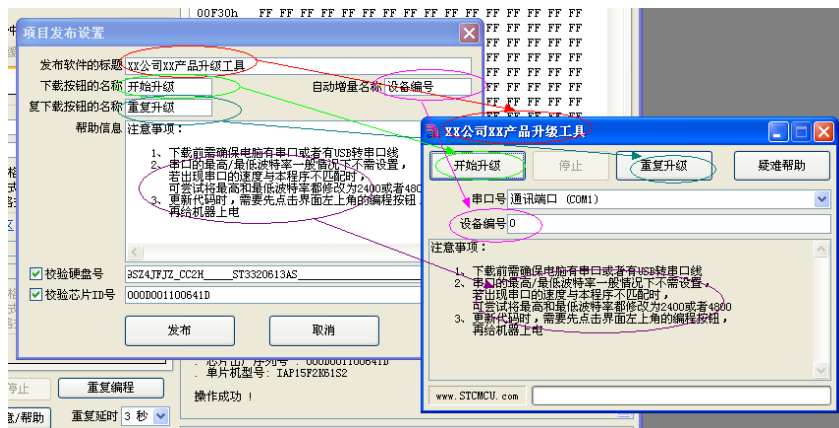 00F30h FF FF FF FF FF FF FF FF FF FF FF FF FF FF FF FF
项目发布设置
发布软件的标题 XX公司XX产品升级工具
下载按钮的名称 开始升级 自动增量名称 设备编号
复下载按钮的名称 重复升级
帮助信息 注意事项:
1、下载前需确保电脑有串口或者有USB转串口线
2、串口的最高/最低波特率一般情况下不需设置,
若出现串口的速度与本程序不匹配时,
可尝试将最高和最低波特率都修改为2400或者480
3、更新代码时,需要先点击界面左上角的编程按钮
再给机器上电
校验硬盘号 3SZ4JFJZ_CC2H_____ST3320613AS
校验芯片ID号 000D001100641D
发布 取消
XX公司XX产品升级工具
开始升级 停止 重复升级 疑难帮助
串口号 通讯端口 (COM1)
设备编号 0
注意事项:
1、下载前需确保电脑有串口或者有USB转串口线
2、串口的最高/最低波特率一般情况下不需设置,
若出现串口的速度与本程序不匹配时,
可尝试将最高和最低波特率都修改为2400或者4800
3、更新代码时,需要先点击界面左上角的编程按钮,
再给机器上电
www.STCMCU.com
. 芯片出厂序列号 : 000D001100641D
. 单片机型号: IAP15F2K61S2
操作成功 !
停止 重复编程
/帮助 重复延时 3 秒